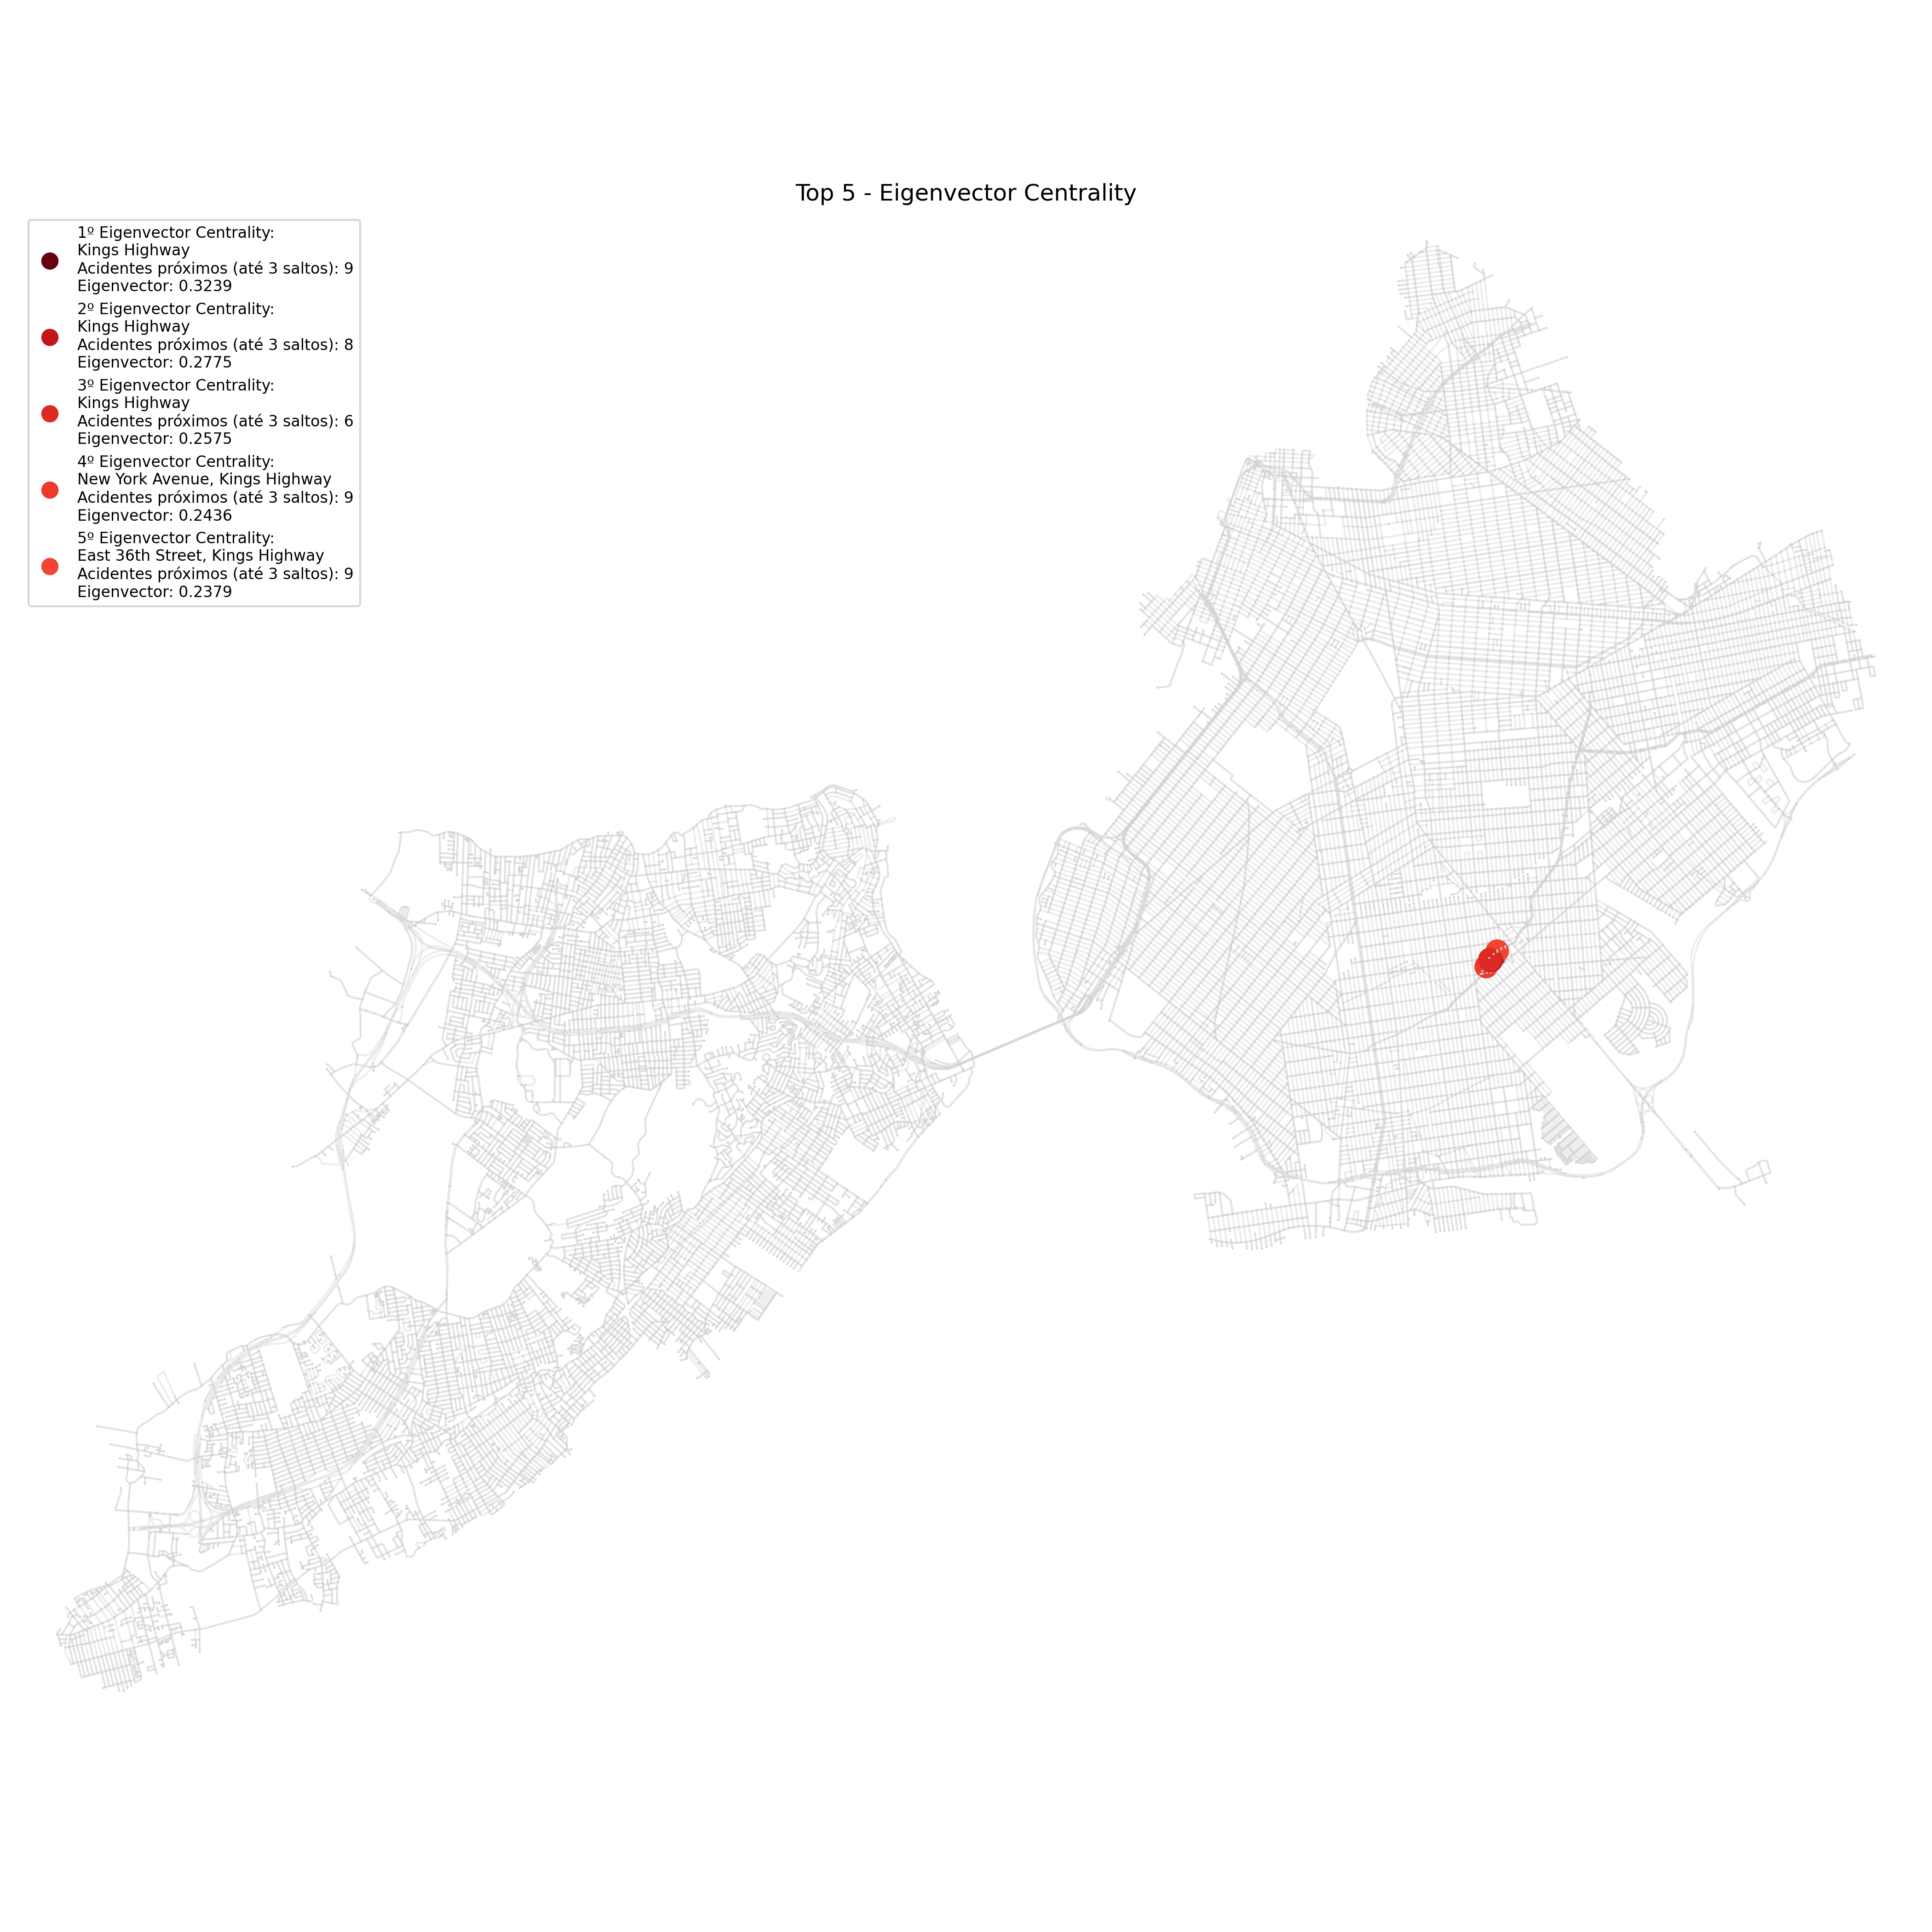 Top 5 - Eigenvector Centrality
1º Eigenvector Centrality:
Kings Highway
Acidentes próximos (até 3 saltos): 9
Eigenvector: 0.3239
2º Eigenvector Centrality:
Kings Highway
Acidentes próximos (até 3 saltos): 8
Eigenvector: 0.2775
3º Eigenvector Centrality:
Kings Highway
Acidentes próximos (até 3 saltos): 6
Eigenvector: 0.2575
4º Eigenvector Centrality:
New York Avenue, Kings Highway
Acidentes próximos (até 3 saltos): 9
Eigenvector: 0.2436
5º Eigenvector Centrality:
East 36th Street, Kings Highway
Acidentes próximos (até 3 saltos): 9
Eigenvector: 0.2379